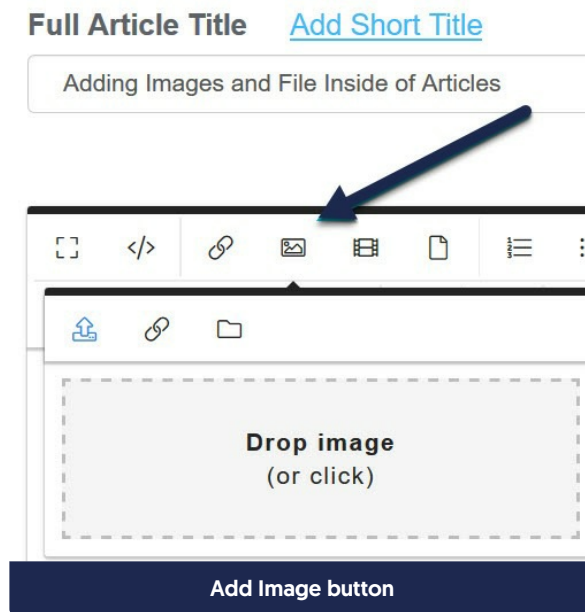 Full Article Title Add Short Title
Adding Images and File Inside of Articles
Drop image
(or click)
Add Image button